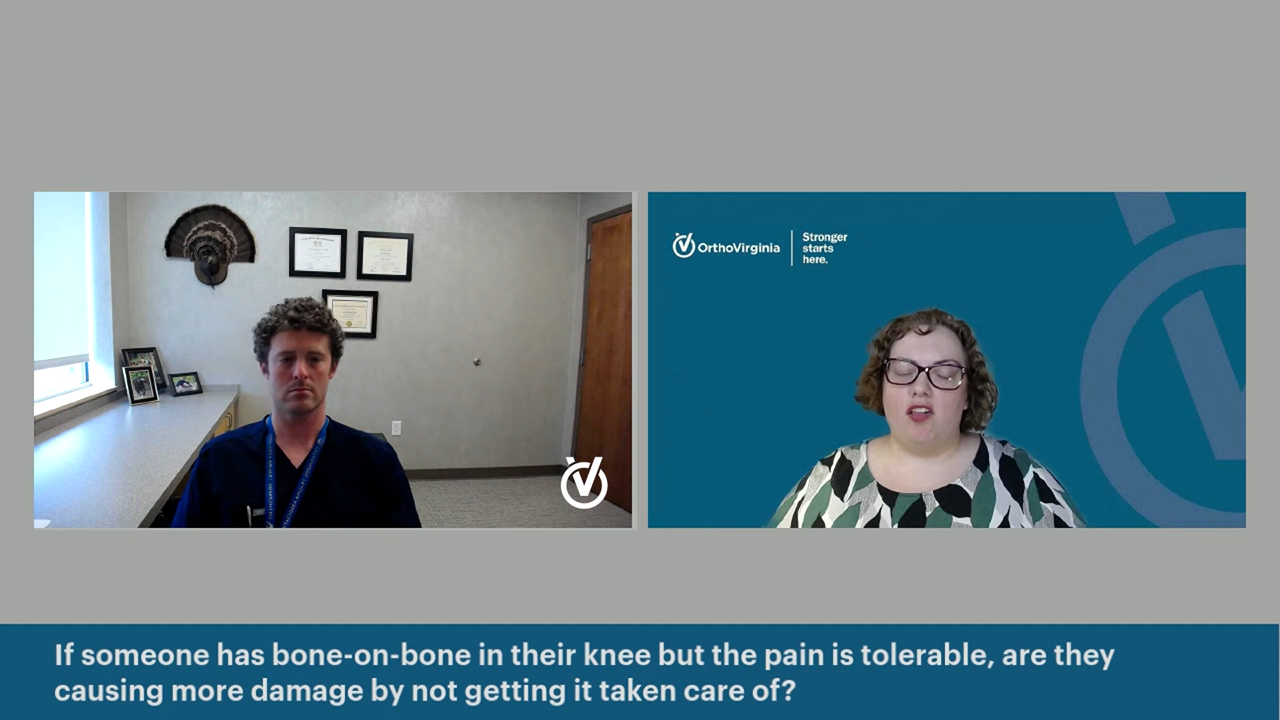 OrthoVirginia
Stronger
starts
here.
If someone has bone-on-bone in their knee but the pain is tolerable, are they
causing more damage by not getting it taken care of?